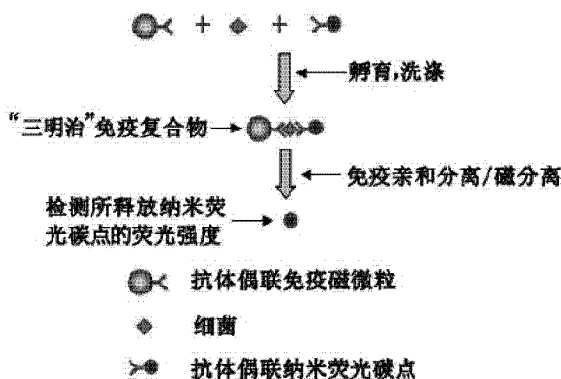 孵育,洗涤
“三明治”免疫复合物
免疫亲和分离/磁分离
检测所释放纳米荧
光碳点的荧光强度
抗体偶联免疫磁微粒
细菌
抗体偶联纳米荧光碳点